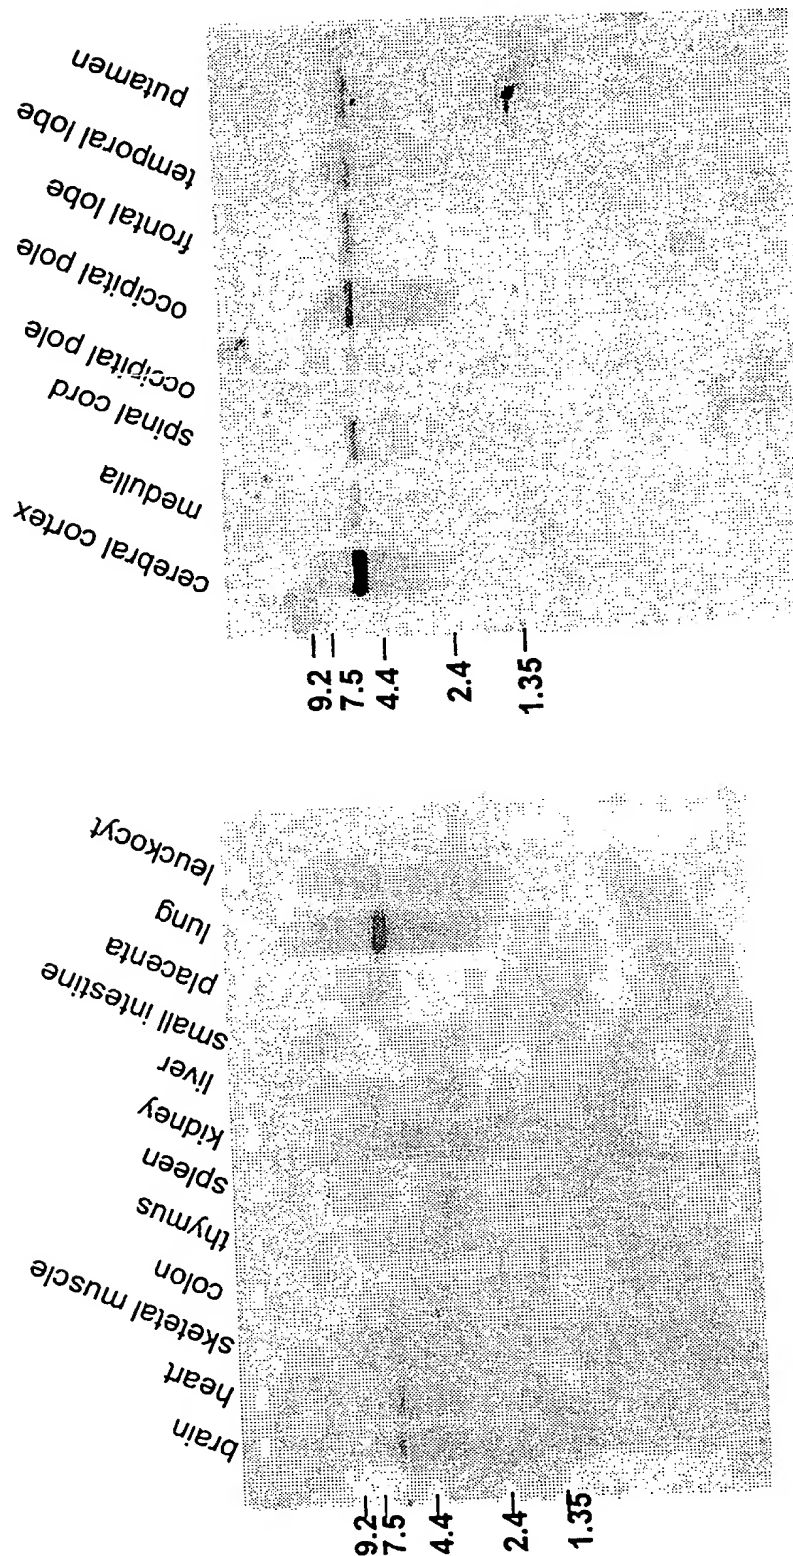 putamen
temporal lobe
frontal lobe
occipital pole
occipital pole
spinal cord
medulla
cerebral cortex
9.2
7.5
4.4
2.4
1.35
leuckocyt
lung
placenta
small intestine
liver
kidney
spleen
thymus
colon
sketetal muscle
heart
brain
9.2
7.5
4.4
2.4
1.35